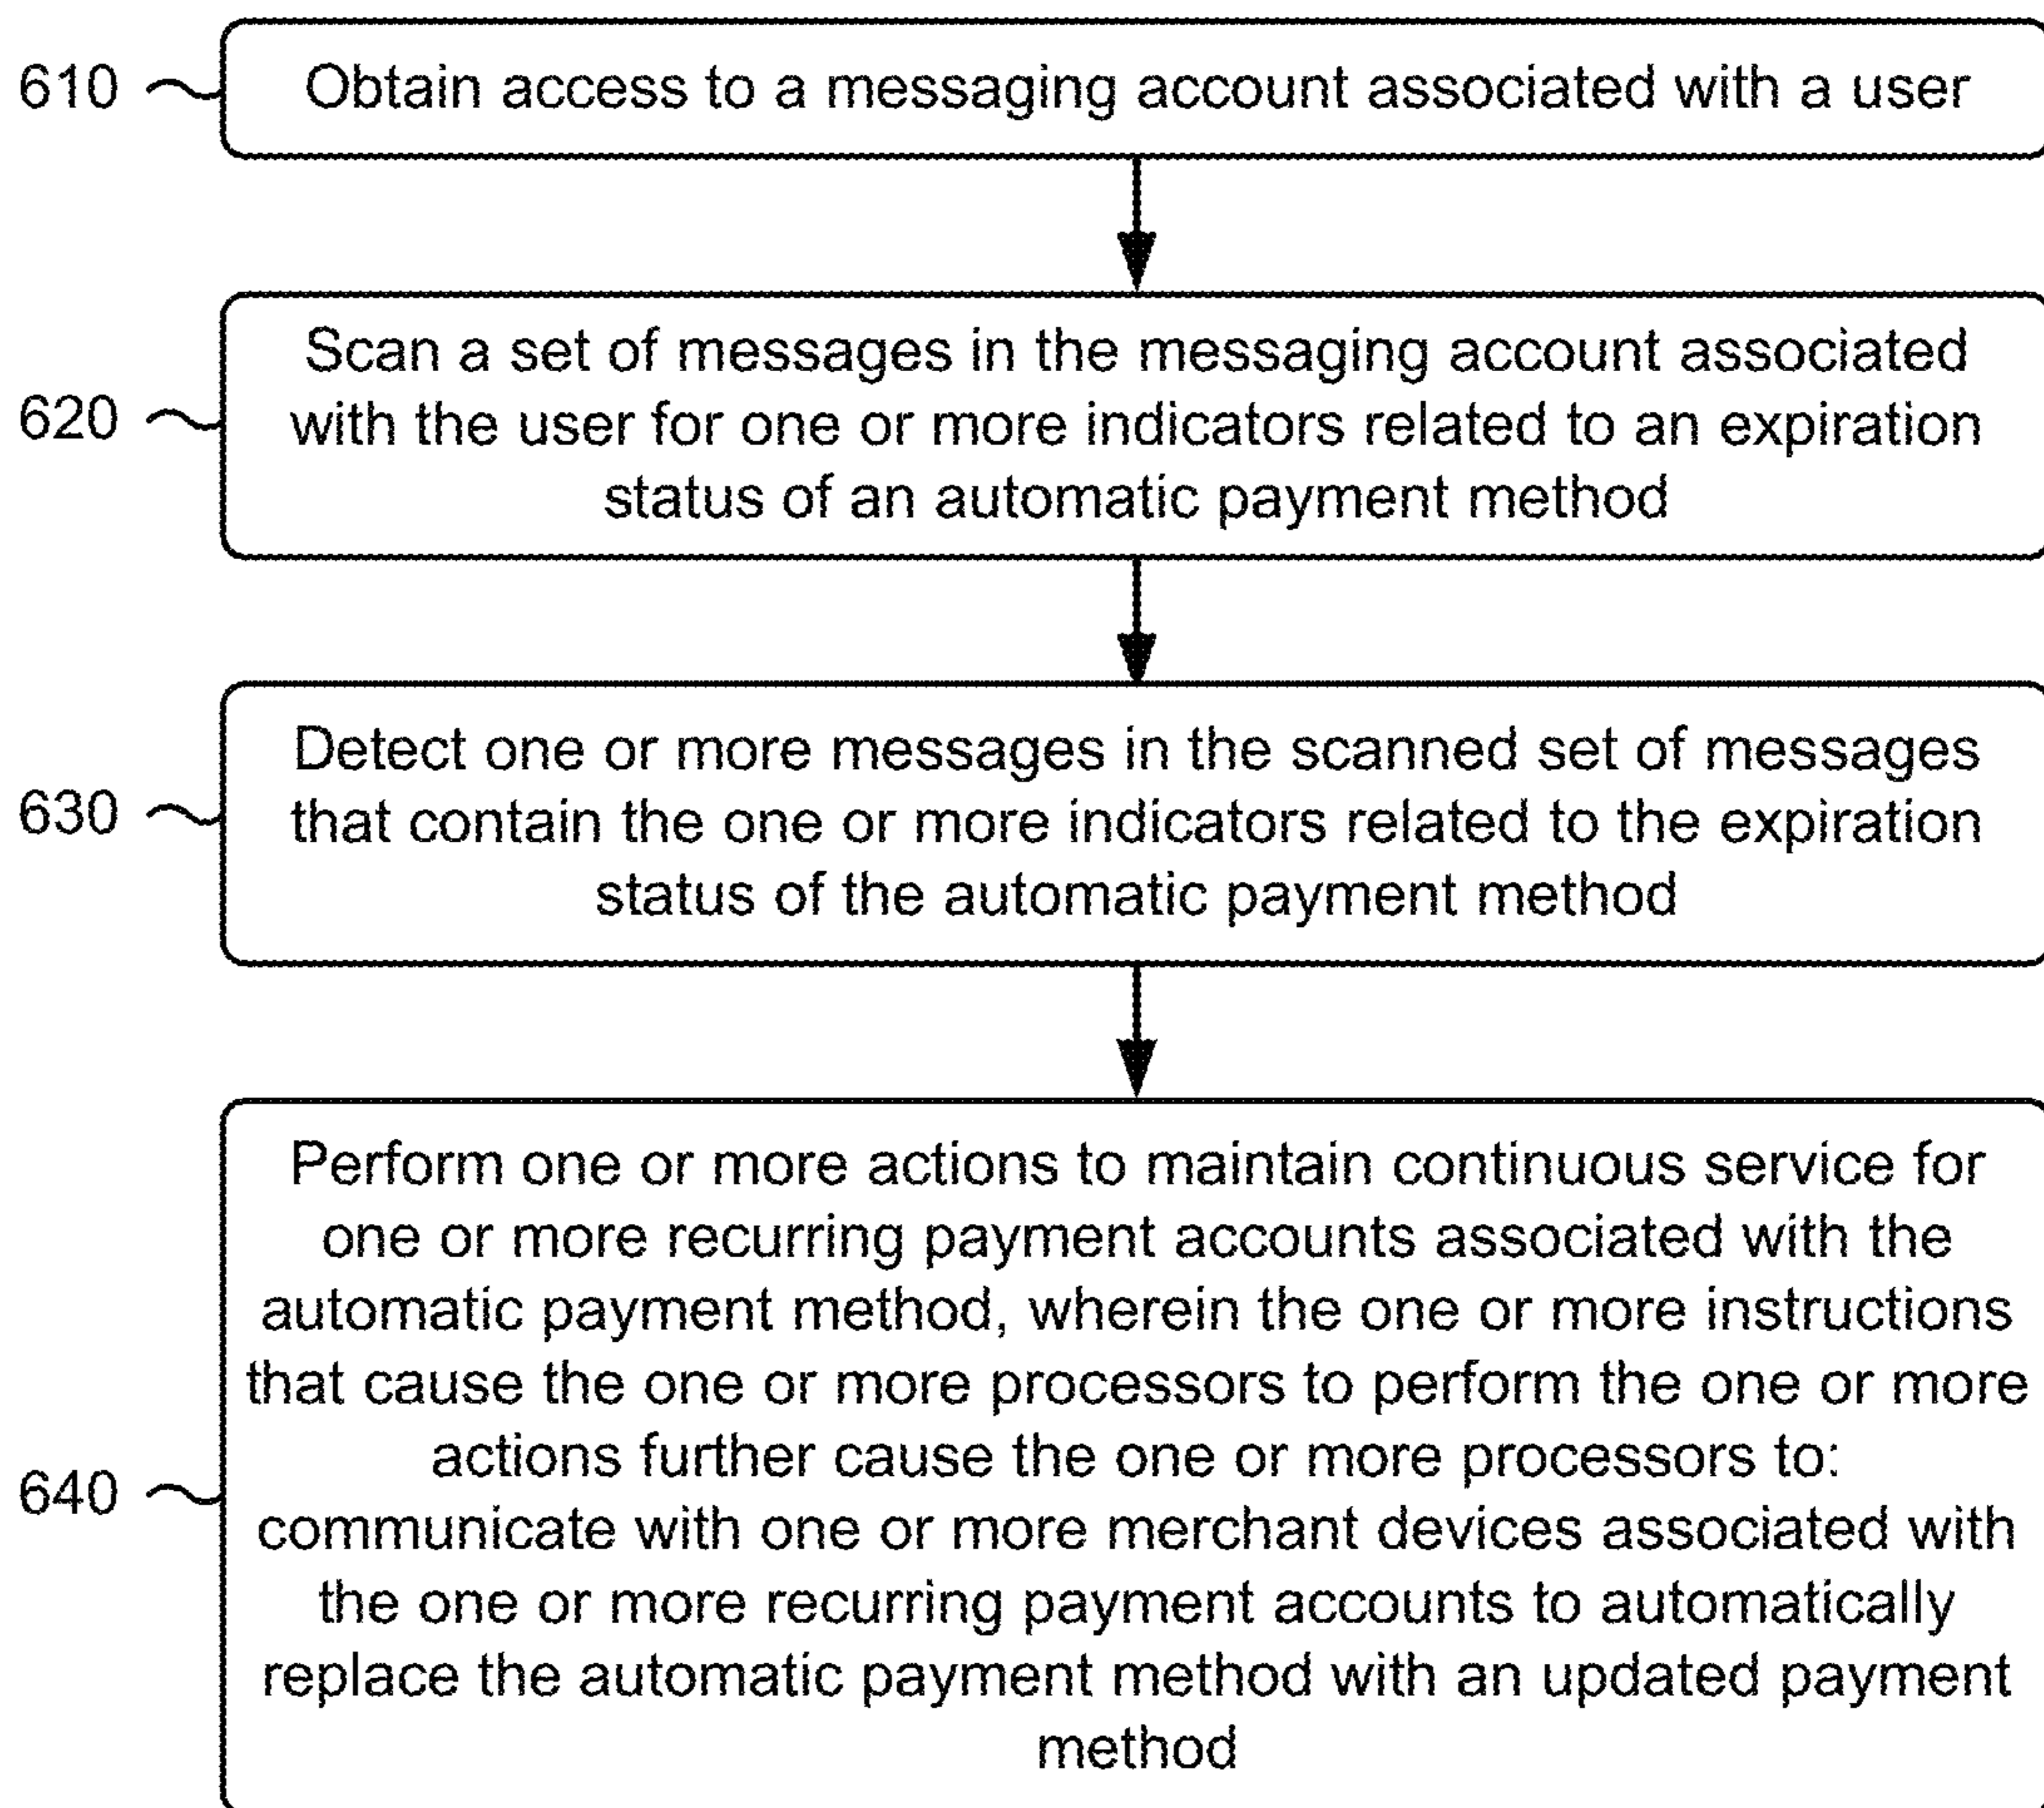 610
Obtain access to a messaging account associated with a user
Scan a set of messages in the messaging account associated
620
with the user for one or more indicators related to an expiration
status of an automatic payment method
Detect one or more messages in the scanned set of messages
630
that contain the one or more indicators related to the expiration
status of the automatic payment method
Perform one or more actions to maintain continuous service for
one or more recurring payment accounts associated with the
automatic payment method, wherein the one or more instructions
that cause the one or more processors to perform the one or more
actions further cause the one or more processors to:
640
communicate with one or more merchant devices associated with
the one or more recurring payment accounts to automatically
replace the automatic payment method with an updated payment
method